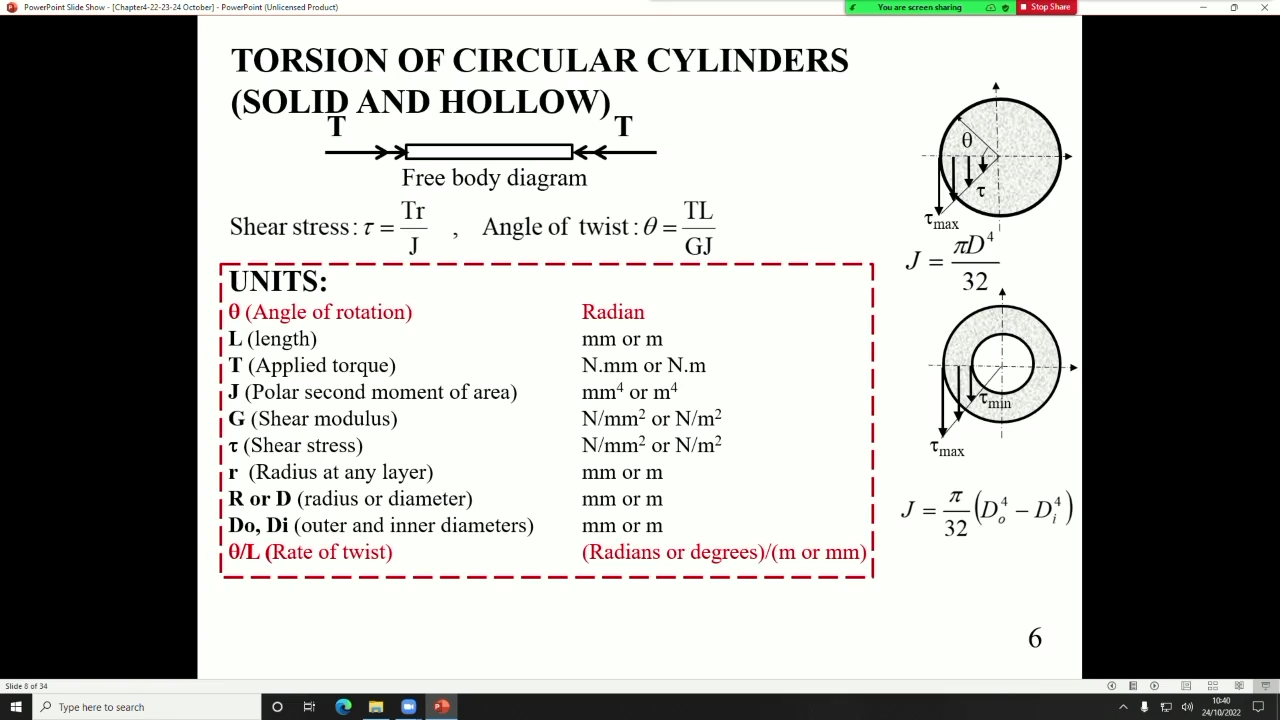 PowerPoint Slide Show - [Chapter4-22-23-24 October] - PowerPoint (Unlicensed Product)
You are screen sharing
Stop Share
TORSION OF CIRCULAR CYLINDERS
(SOLID AND HOLLOW)
T T
Free body diagram
Shear stress : τ = Tr/J , Angle of twist : θ = TL/GJ
θ
τ
τmax
J = πD⁴/32
UNITS:
θ (Angle of rotation) Radian
L (length) mm or m
T (Applied torque) N.mm or N.m
J (Polar second moment of area) mm⁴ or m⁴
G (Shear modulus) N/mm² or N/m²
τ (Shear stress) N/mm² or N/m²
r (Radius at any layer) mm or m
R or D (radius or diameter) mm or m
Do, Di (outer and inner diameters) mm or m
θ/L (Rate of twist) (Radians or degrees)/(m or mm)
τmin
τmax
J = π/32 (Do⁴ − Di⁴)
6
Slide 8 of 34
Type here to search
10:40
24/10/2022